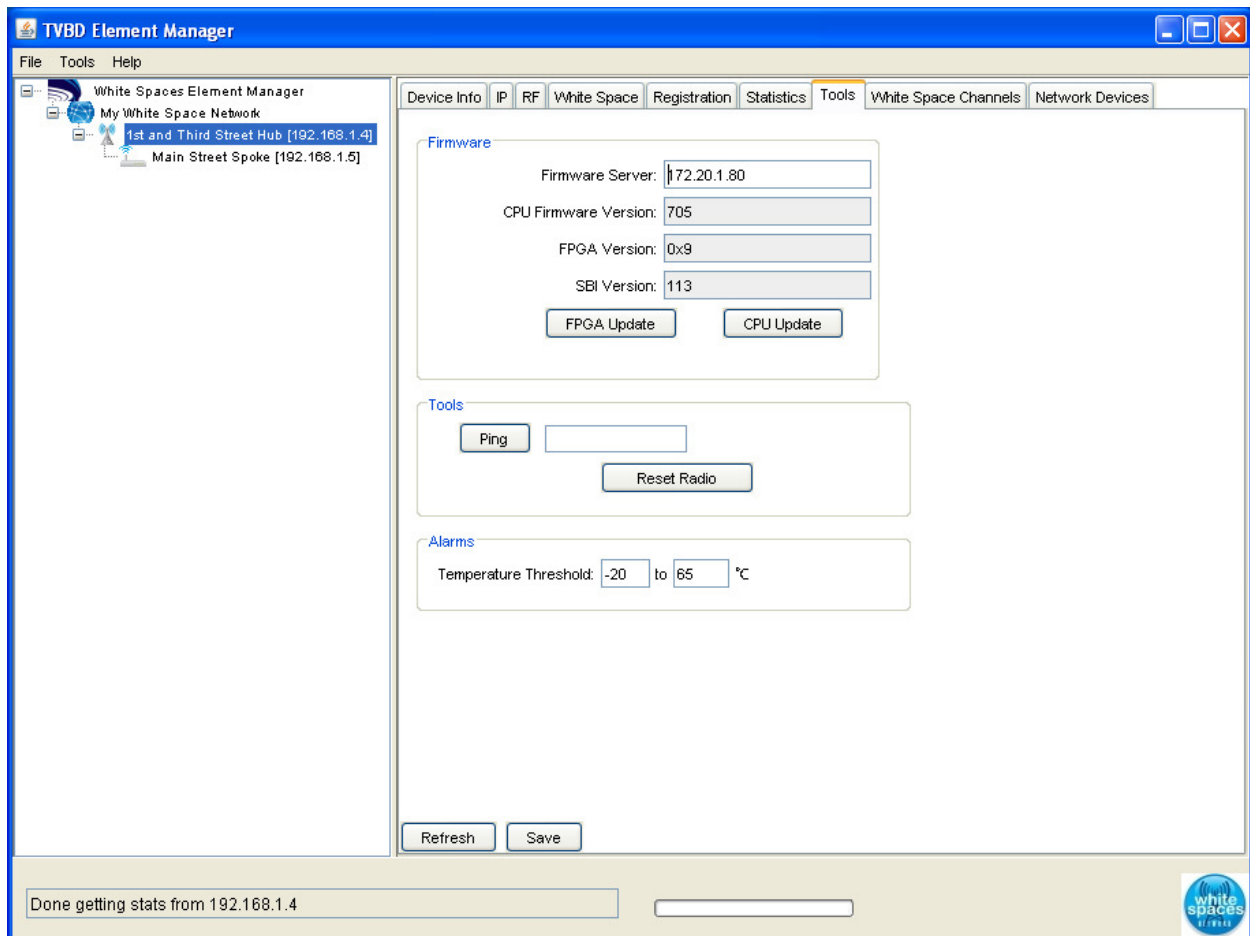 TVBD Element Manager
File Tools Help
White Spaces Element Manager
My White Space Network
1st and Third Street Hub [192.168.1.4]
Main Street Spoke [192.168.1.5]
Device Info IP RF White Space Registration Statistics Tools White Space Channels Network Devices
Firmware
Firmware Server: 172.20.1.80
CPU Firmware Version: 705
FPGA Version: 0x9
SBI Version: 113
FPGA Update CPU Update
Tools
Ping
Reset Radio
Alarms
Temperature Threshold: -20 to 65 °C
Refresh Save
Done getting stats from 192.168.1.4
white
spaces
NETWORK